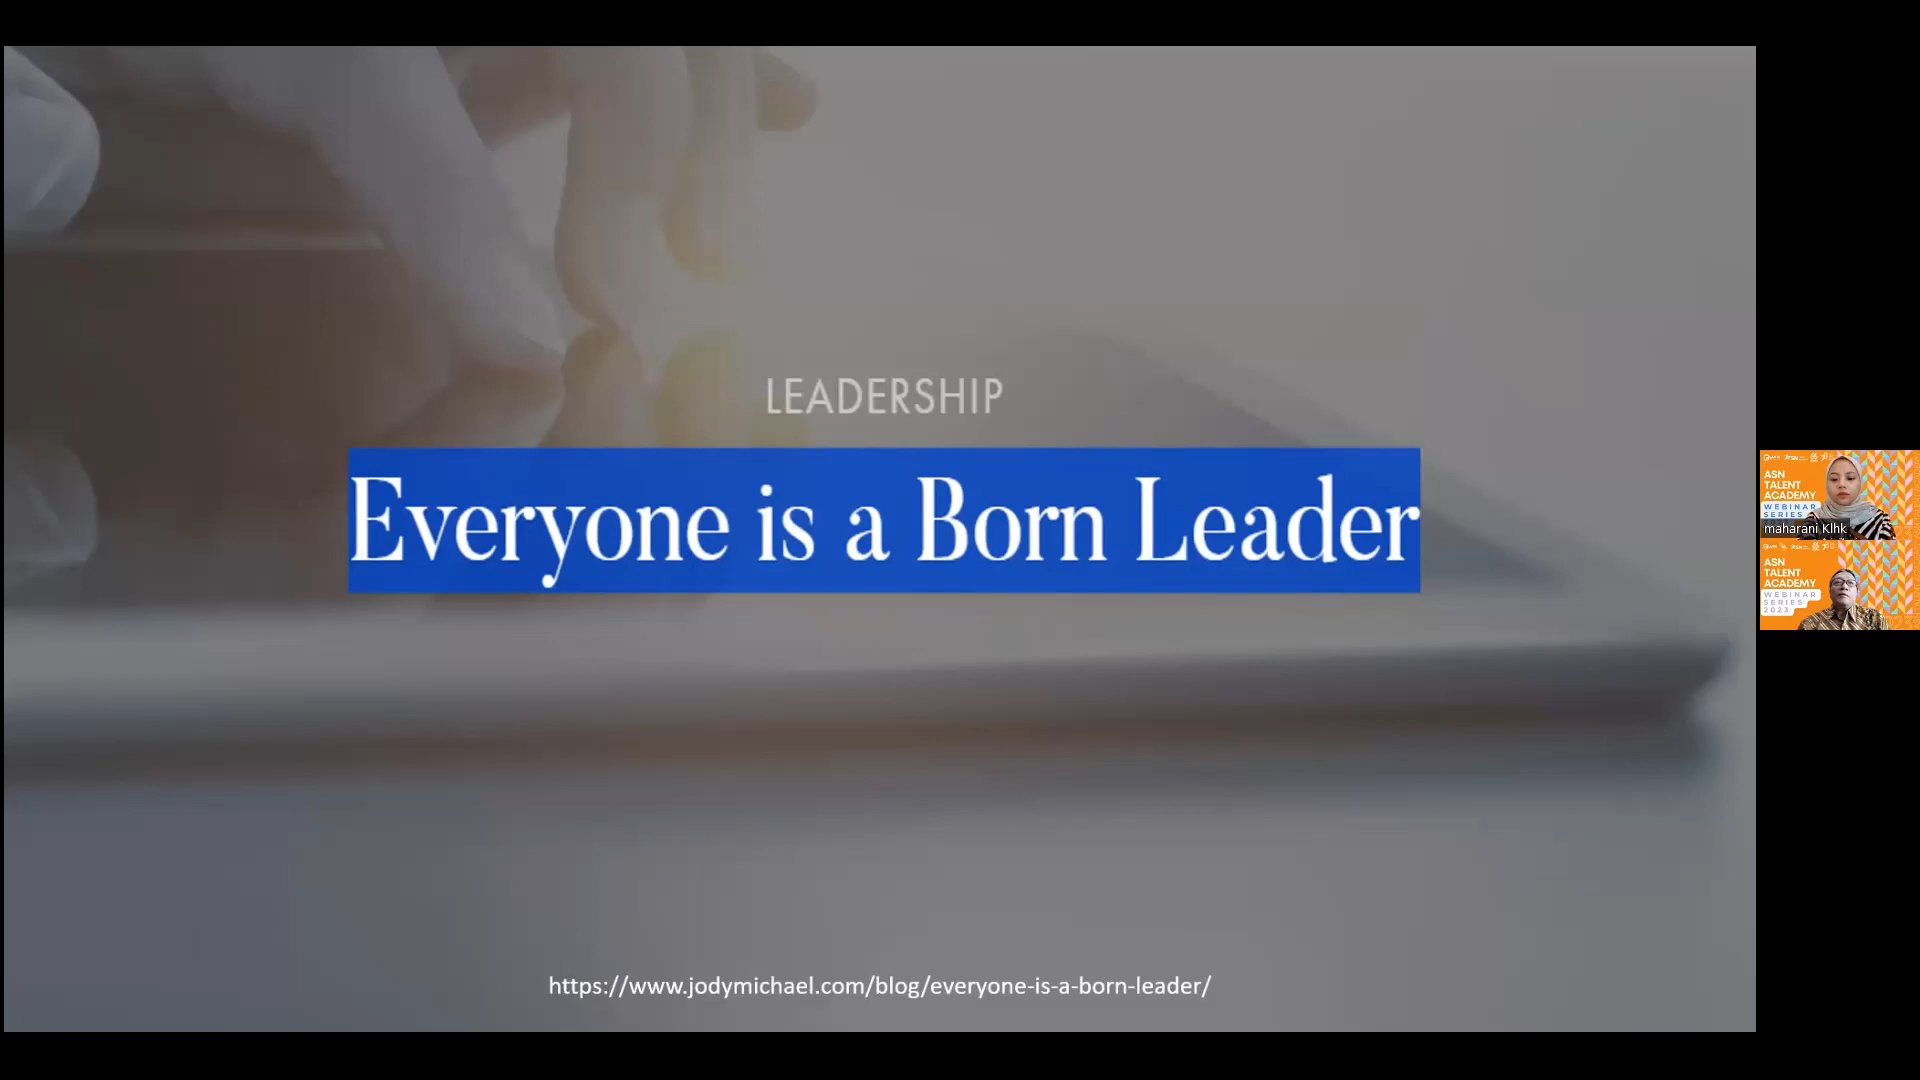 LEADERSHIP
Everyone is a Born Leader
https://www.jodymichael.com/blog/everyone-is-a-born-leader/
ASN
TALENT
ACADEMY
WEBINAR
SERIES
maharani Klhk
ASN
TALENT
ACADEMY
WEBINAR
SERIES
2023